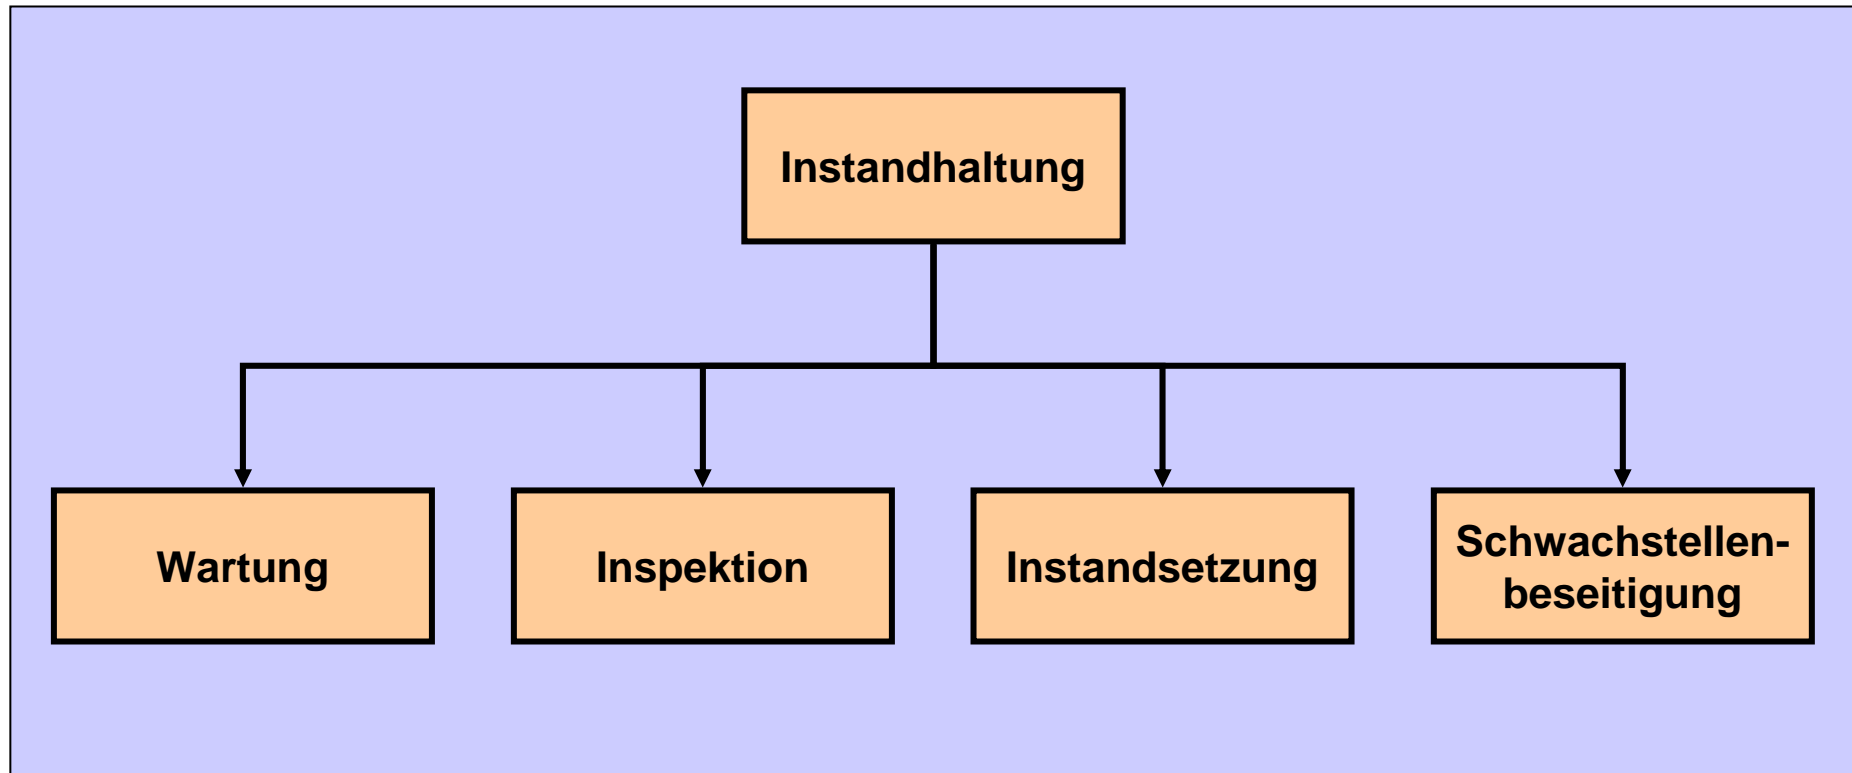 Instandhaltung
Wartung
Inspektion
Instandsetzung
Schwachstellen-
beseitigung